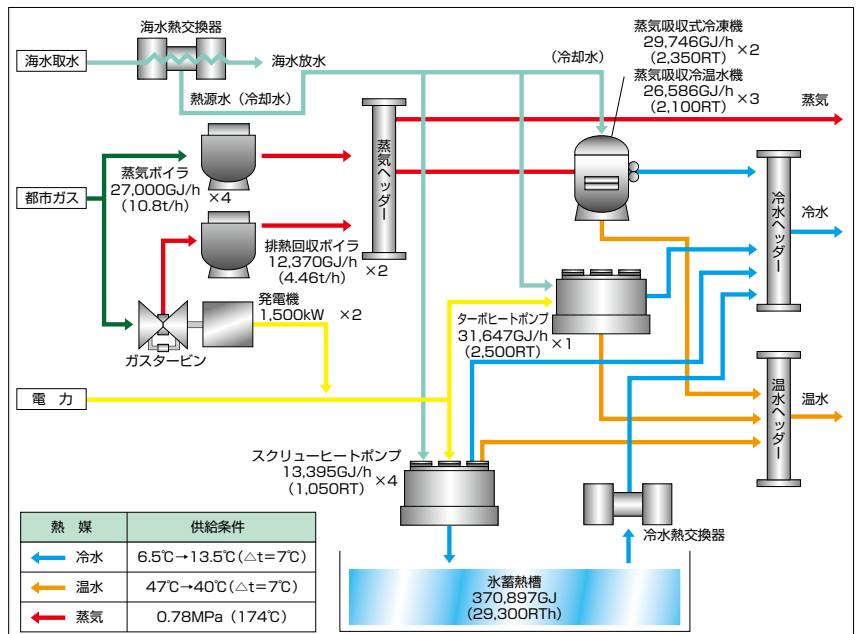 海水熱交換器
海水取水
海水放水
熱源水（冷却水）
（冷却水）
蒸気吸収式冷凍機
29,746GJ/h ×2
(2,350RT)
蒸気吸収冷温水機
26,586GJ/h ×3
(2,100RT)
蒸気
蒸気ヘッダー
都市ガス
蒸気ボイラ
27,000GJ/h ×4
(10.8t/h)
排熱回収ボイラ
12,370GJ/h ×2
(4.46t/h)
冷水ヘッダー
冷水
発電機
1,500kW ×2
ガスタービン
ターボヒートポンプ
31,647GJ/h ×1
(2,500RT)
電 力
温水ヘッダー
温水
スクリューヒートポンプ
13,395GJ/h ×4
(1,050RT)
冷水熱交換器
氷蓄熱槽
370,897GJ
(29,300RTh)
熱 媒 供給条件
冷水 6.5℃→13.5℃(△t=7℃)
温水 47℃→40℃(△t=7℃)
蒸気 0.78MPa（174℃）